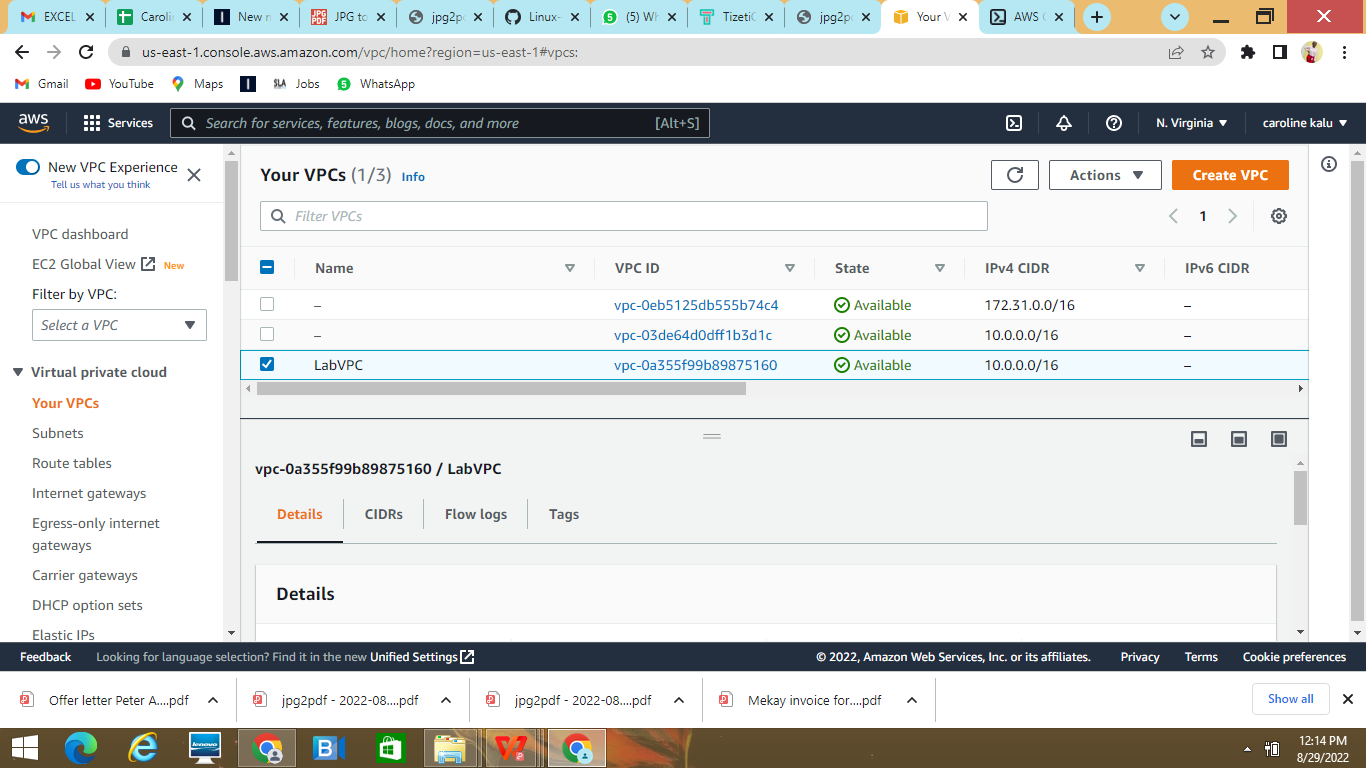 EXCEL
Carolin
New n
JPG to
jpg2p
Linux-
(5) Wh
TizetiC
jpg2p
Your V
AWS C
us-east-1.console.aws.amazon.com/vpc/home?region=us-east-1#vpcs:
Gmail YouTube Maps SLA Jobs WhatsApp
aws Services Search for services, features, blogs, docs, and more [Alt+S] N. Virginia caroline kalu
New VPC Experience
Tell us what you think
VPC dashboard
EC2 Global View New
Filter by VPC:
Select a VPC
Virtual private cloud
Your VPCs
Subnets
Route tables
Internet gateways
Egress-only internet
gateways
Carrier gateways
DHCP option sets
Elastic IPs
Your VPCs (1/3) Info
Actions
Create VPC
Filter VPCs
1
Name VPC ID State IPv4 CIDR IPv6 CIDR
– vpc-0eb5125db555b74c4 Available 172.31.0.0/16 –
– vpc-03de64d0dff1b3d1c Available 10.0.0.0/16 –
LabVPC vpc-0a355f99b89875160 Available 10.0.0.0/16 –
vpc-0a355f99b89875160 / LabVPC
Details CIDRs Flow logs Tags
Details
Feedback Looking for language selection? Find it in the new Unified Settings © 2022, Amazon Web Services, Inc. or its affiliates. Privacy Terms Cookie preferences
Offer letter Peter A....pdf jpg2pdf - 2022-08....pdf jpg2pdf - 2022-08....pdf Mekay invoice for....pdf Show all
lenovo
12:14 PM
8/29/2022